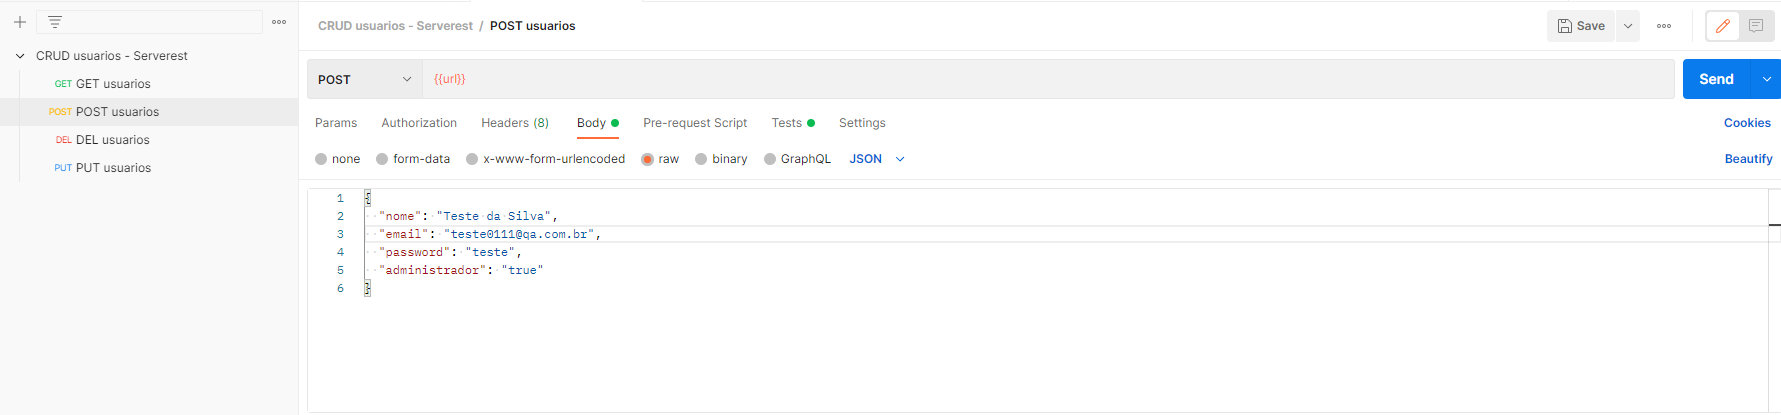 CRUD usuarios - Serverest
GET GET usuarios
POST POST usuarios
DEL DEL usuarios
PUT PUT usuarios
CRUD usuarios - Serverest / POST usuarios
Save
POST {{url}} Send
Params Authorization Headers (8) Body Pre-request Script Tests Settings Cookies
none form-data x-www-form-urlencoded raw binary GraphQL JSON Beautify
1 {
2 "nome": "Teste da Silva",
3 "email": "teste0111@qa.com.br",
4 "password": "teste",
5 "administrador": "true"
6 }